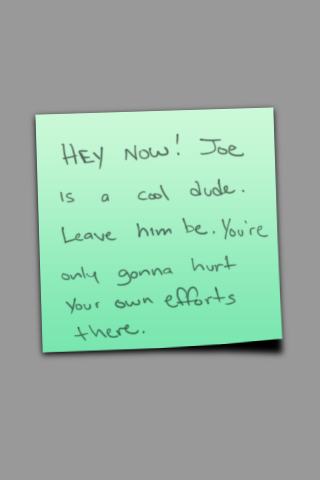 Hey Now! Joe
is a cool dude.
Leave him be. You're
only gonna hurt
your own efforts
there.